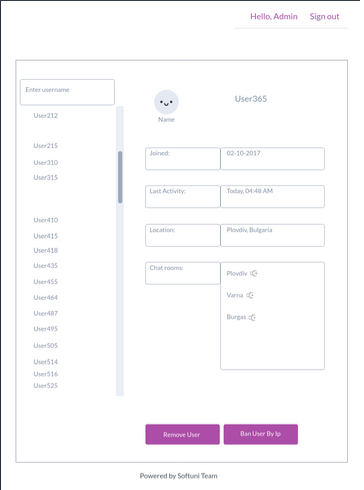 Hello, Admin Sign out
Enter username
User212
User215
User310
User315
User410
User415
User418
User435
User455
User464
User487
User495
User505
User514
User516
User525
User365
Name
Joined: 02-10-2017
Last Activity: Today, 04:48 AM
Location: Plovdiv, Bulgaria
Chat rooms:
Plovdiv
Varna
Burgas
Remove User Ban User By Ip
Powered by Softuni Team